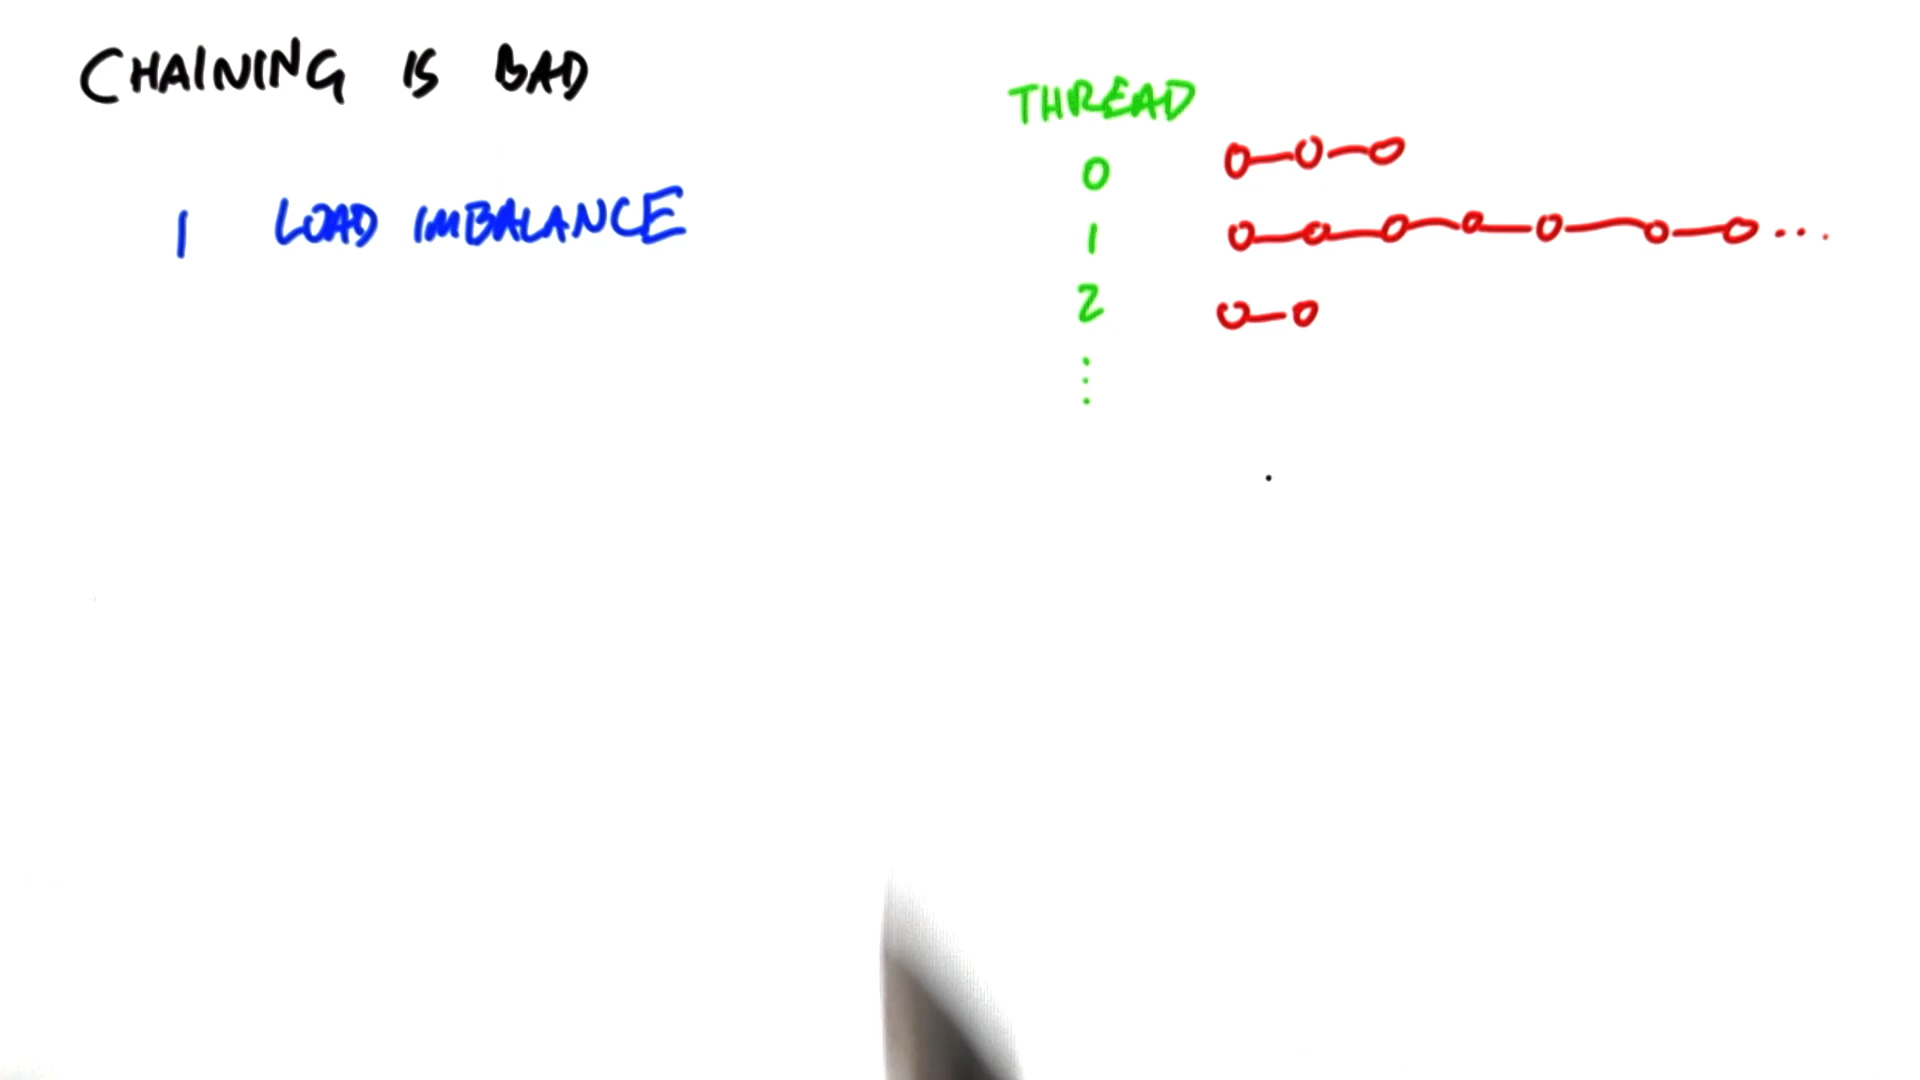 CHAINING IS BAD
1 LOAD IMBALANCE
THREAD
0
1
2